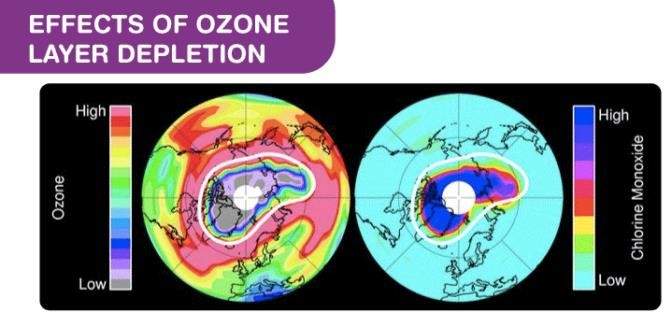 EFFECTS OF OZONE
LAYER DEPLETION
High
Ozone
Low
High
Chlorine Monoxide
Low